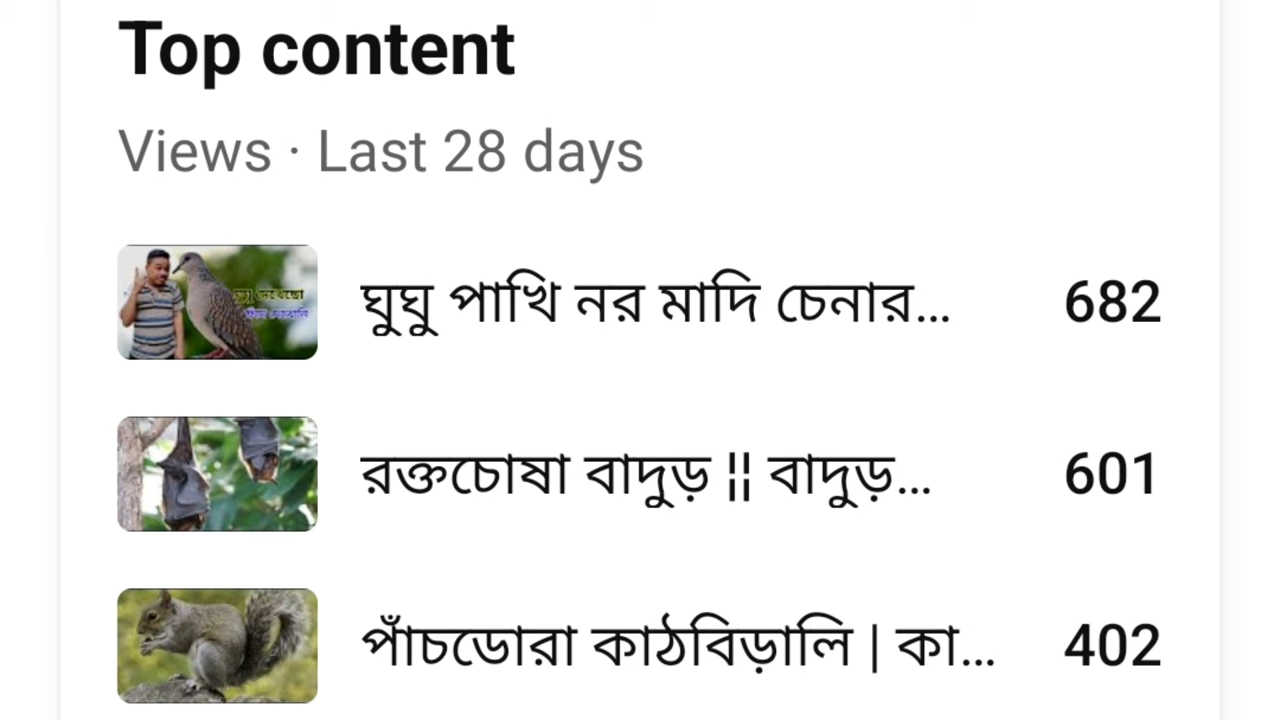 Top content
Views · Last 28 days
ঘুঘু পাখি নর মাদি চেনার...
682
রক্তচোষা বাদুড় ¦¦ বাদুড়...
601
পাঁচডোরা কাঠবিড়ালি | কা...
402